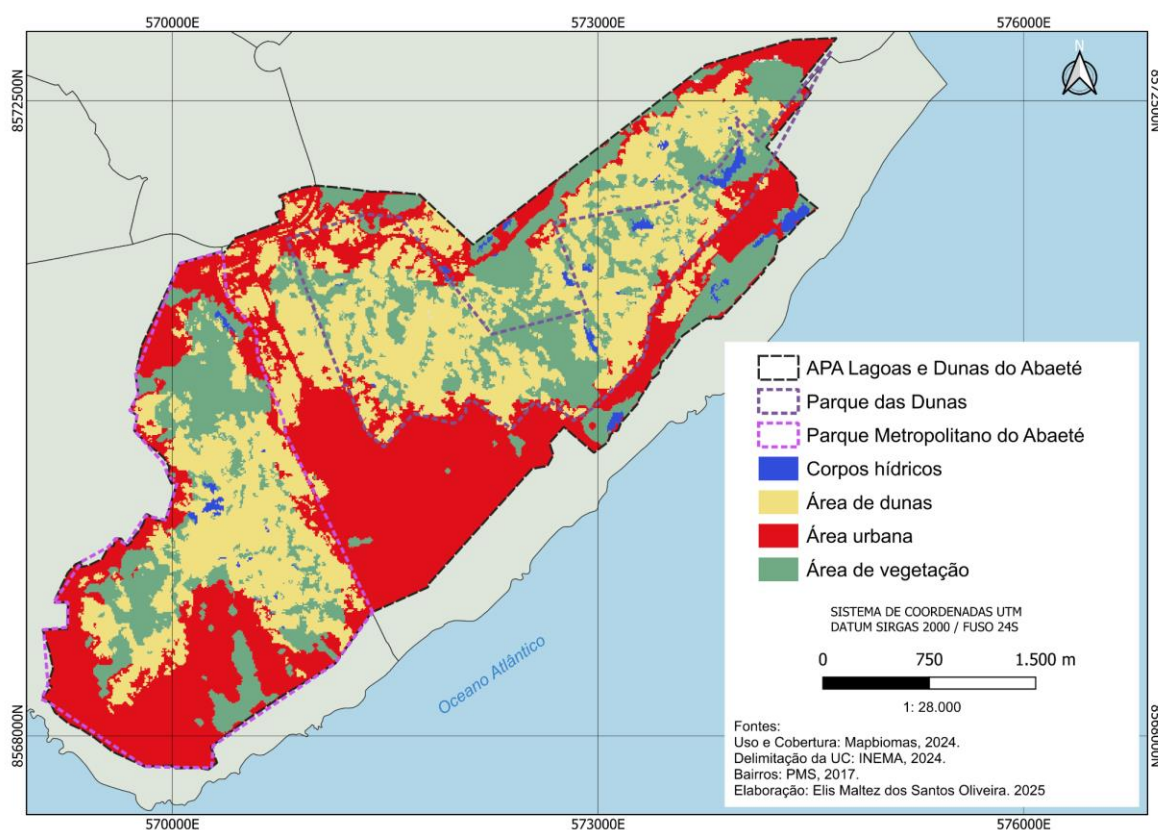 570000E
573000E
576000E
8572500N
8572500N
N
APA Lagoas e Dunas do Abaeté
Parque das Dunas
Parque Metropolitano do Abaeté
Corpos hídricos
Área de dunas
Área urbana
Área de vegetação
SISTEMA DE COORDENADAS UTM
DATUM SIRGAS 2000 / FUSO 24S
0 750 1.500 m
1: 28.000
Fontes:
Uso e Cobertura: Mapbiomas, 2024.
Delimitação da UC: INEMA, 2024.
Bairros: PMS, 2017.
Elaboração: Elis Maltez dos Santos Oliveira. 2025
Oceano Atlântico
8568000N
8568000N
570000E
573000E
576000E